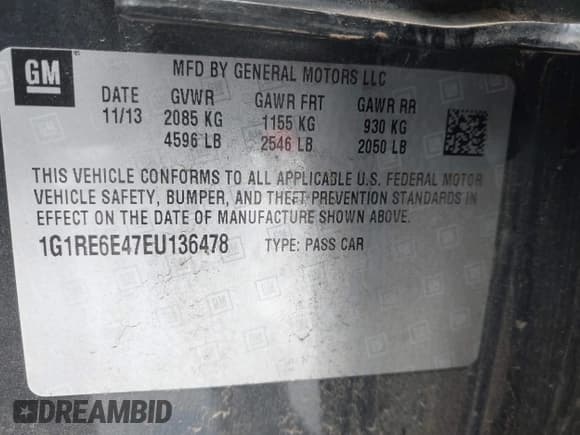 GM
MFD BY GENERAL MOTORS LLC
DATE GVWR GAWR FRT GAWR RR
11/13 2085 KG 1155 KG 930 KG
4596 LB 2546 LB 2050 LB
THIS VEHICLE CONFORMS TO ALL APPLICABLE U.S. FEDERAL MOTOR
VEHICLE SAFETY, BUMPER, AND THEFT PREVENTION STANDARDS IN
EFFECT ON THE DATE OF MANUFACTURE SHOWN ABOVE.
1G1RE6E47EU136478 TYPE: PASS CAR
DREAMBID